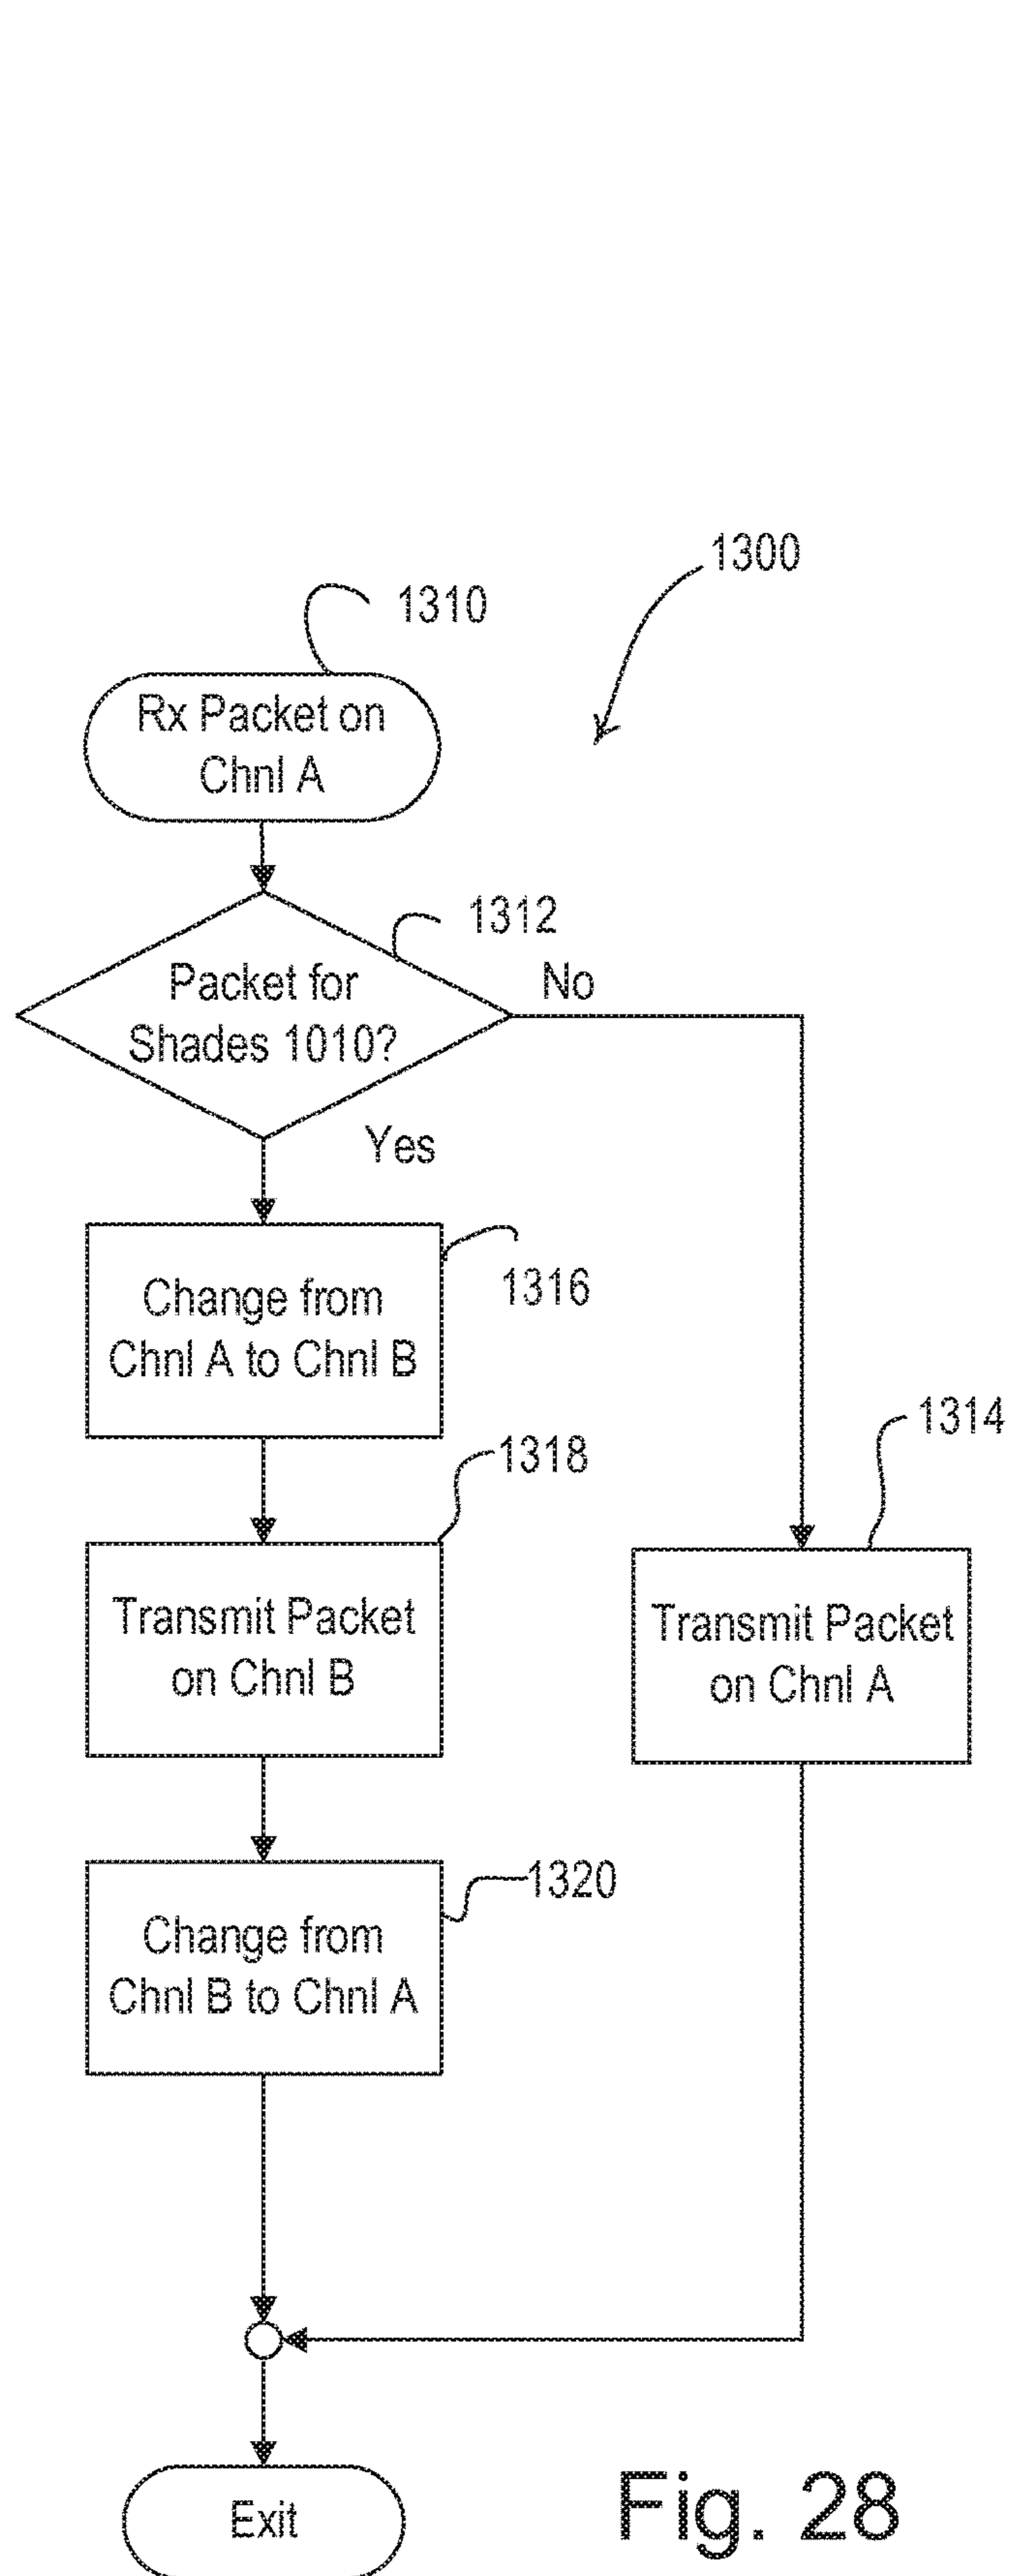 1300
1310
Rx Packet on
Chnl A
1312
Packet for
Shades 1010?
No
Yes
Change from
Chnl A to Chnl B
1316
1314
1318
Transmit Packet
on Chnl B
Transmit Packet
on Chnl A
1320
Change from
Chnl B to Chnl A
Exit
Fig. 28